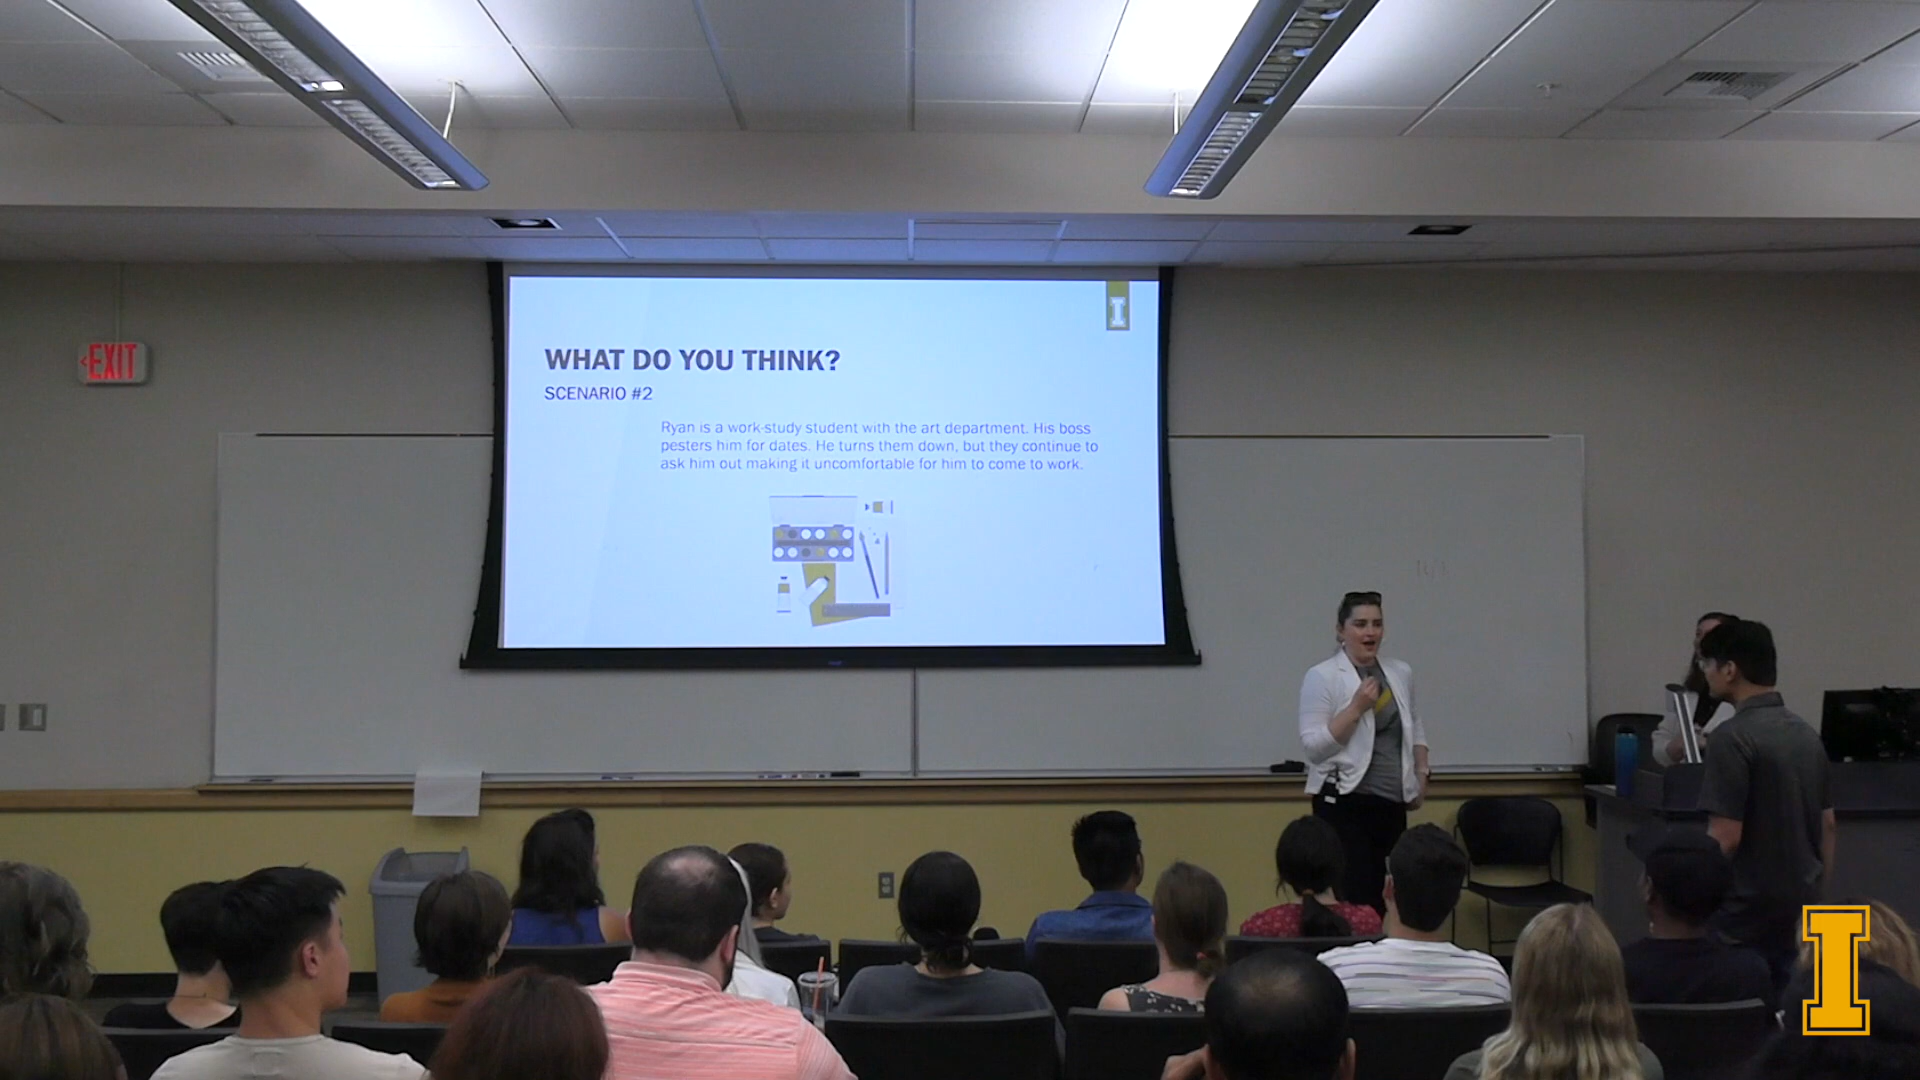 EXIT
I
WHAT DO YOU THINK?
SCENARIO #2
Ryan is a work-study student with the art department. His boss
pesters him for dates. He turns them down, but they continue to
ask him out making it uncomfortable for him to come to work.
I